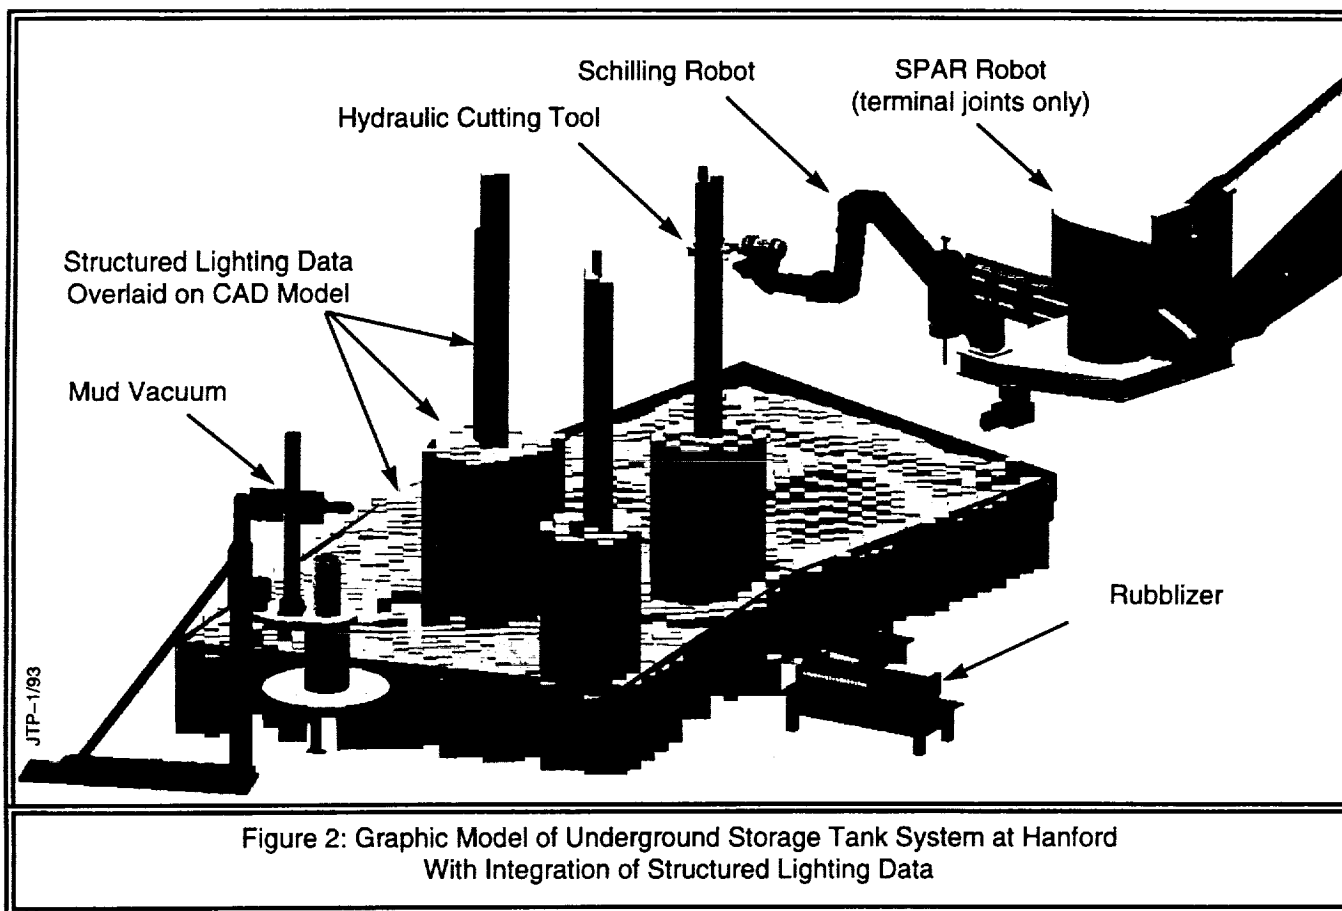 Schilling Robot
SPAR Robot
(terminal joints only)
Hydraulic Cutting Tool
Structured Lighting Data
Overlaid on CAD Model
Mud Vacuum
Rubblizer
JTP-1/93
Figure 2: Graphic Model of Underground Storage Tank System at Hanford
With Integration of Structured Lighting Data